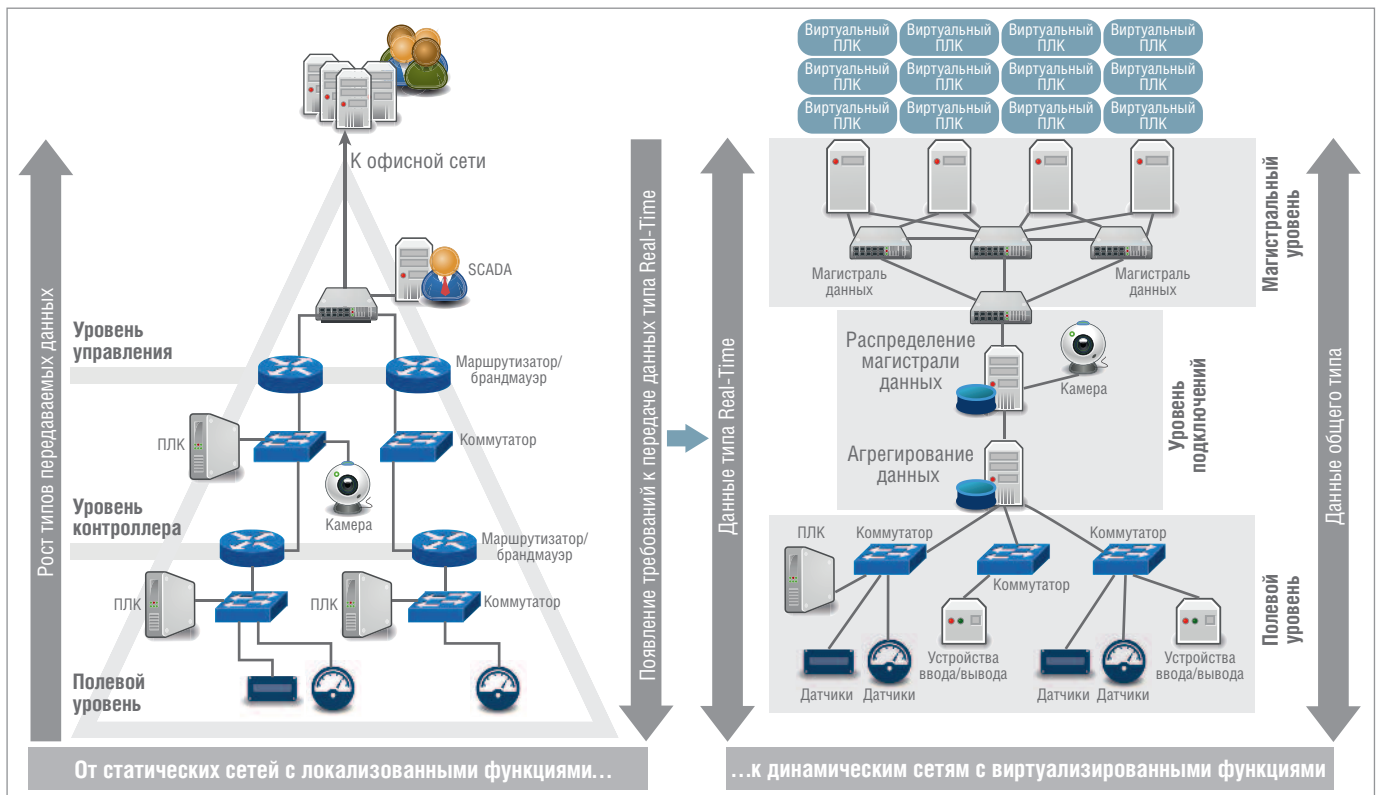 Рост типов передаваемых данных
К офисной сети
SCADA
Уровень
управления
Маршрутизатор/
брандмауэр
ПЛК
Коммутатор
Камера
Уровень
контроллера
Маршрутизатор/
брандмауэр
ПЛК
ПЛК
Коммутатор
Полевой
уровень
Появление требований к передаче данных типа Real-Time
От статических сетей с локализованными функциями...
Данные типа Real-Time
Виртуальный
ПЛК
Виртуальный
ПЛК
Виртуальный
ПЛК
Виртуальный
ПЛК
Виртуальный
ПЛК
Виртуальный
ПЛК
Виртуальный
ПЛК
Виртуальный
ПЛК
Виртуальный
ПЛК
Виртуальный
ПЛК
Виртуальный
ПЛК
Виртуальный
ПЛК
Магистраль
данных
Магистраль
данных
Магистральный
уровень
Распределение
магистрали
данных
Камера
Агрегирование
данных
Уровень
подключений
ПЛК
Коммутатор
Коммутатор
Коммутатор
Датчики
Датчики
Устройства
ввода/вывода
Датчики
Датчики
Устройства
ввода/вывода
Полевой
уровень
Данные общего типа
...к динамическим сетям с виртуализированными функциями